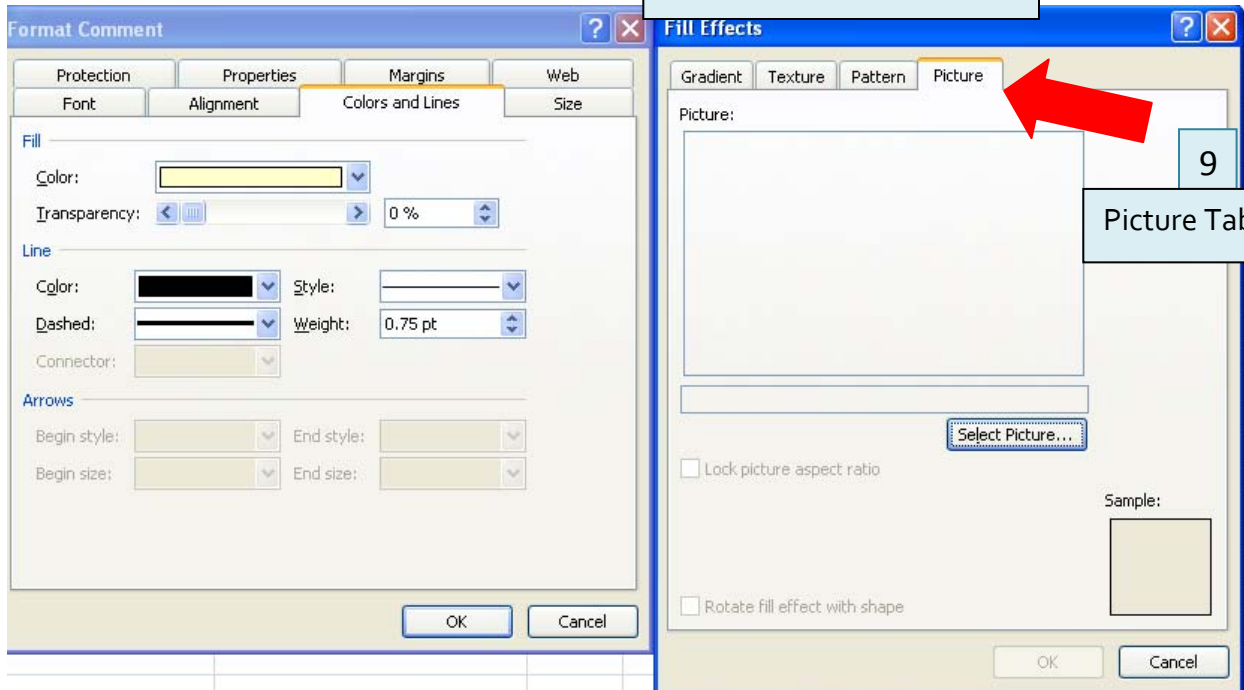 Format Comment
Protection Properties Margins Web
Font Alignment Colors and Lines Size
Fill
Color:
Transparency: 0 %
Line
Color: Style:
Dashed: Weight: 0.75 pt
Connector:
Arrows
Begin style: End style:
Begin size: End size:
OK Cancel
Fill Effects
Gradient Texture Pattern Picture
Picture:
9
Picture Tab
Select Picture...
Lock picture aspect ratio
Sample:
Rotate fill effect with shape
OK Cancel